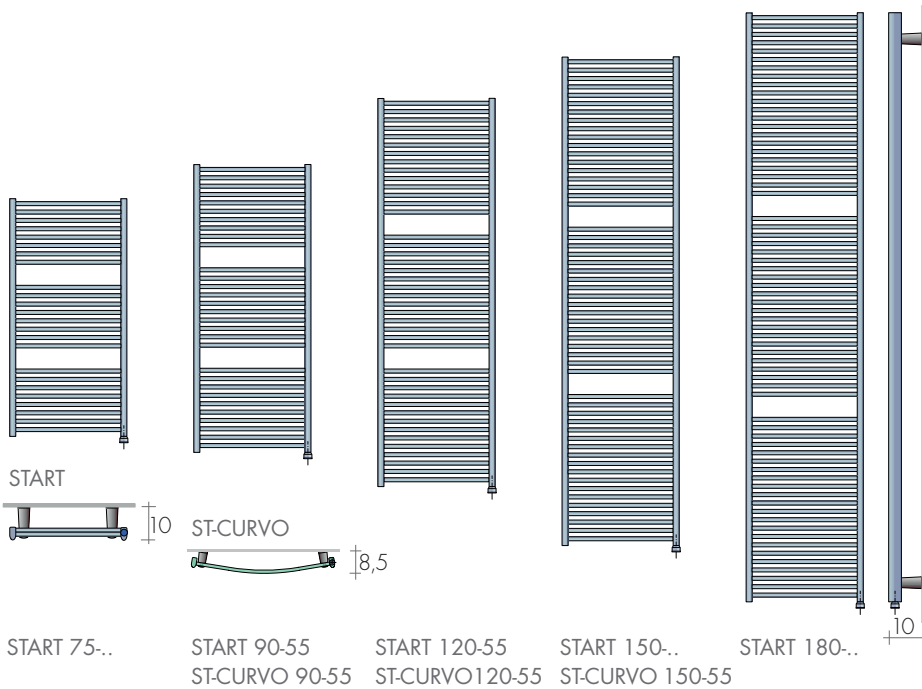 START
10
ST-CURVO
8,5
10
START 75-..
START 90-55
ST-CURVO 90-55
START 120-55
ST-CURVO120-55
START 150-..
ST-CURVO 150-55
START 180-..